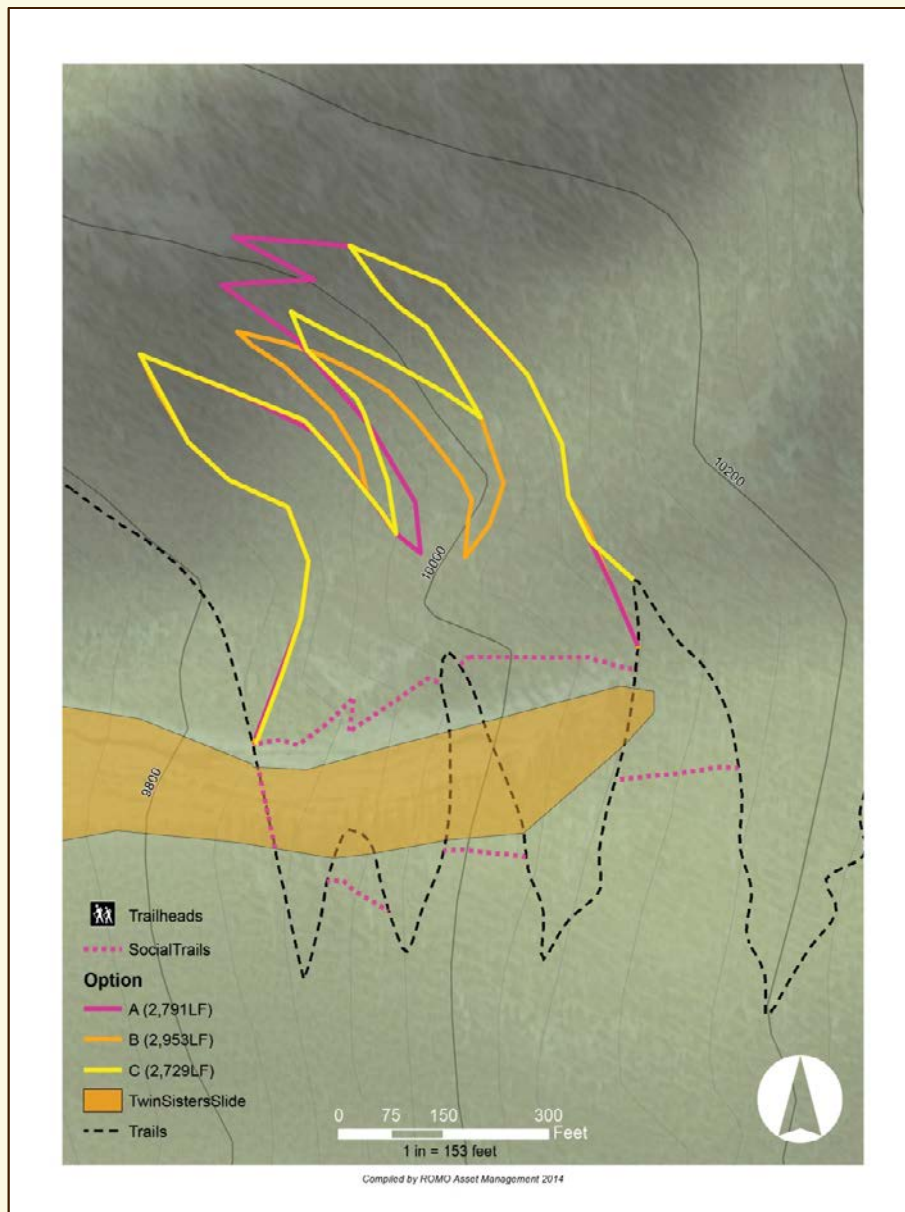 10200
10000
9800
Trailheads
SocialTrails
Option
A (2,791LF)
B (2,953LF)
C (2,729LF)
TwinSistersSlide
Trails
0 75 150 300
Feet
1 in = 153 feet
Compiled by ROMO Asset Management 2014